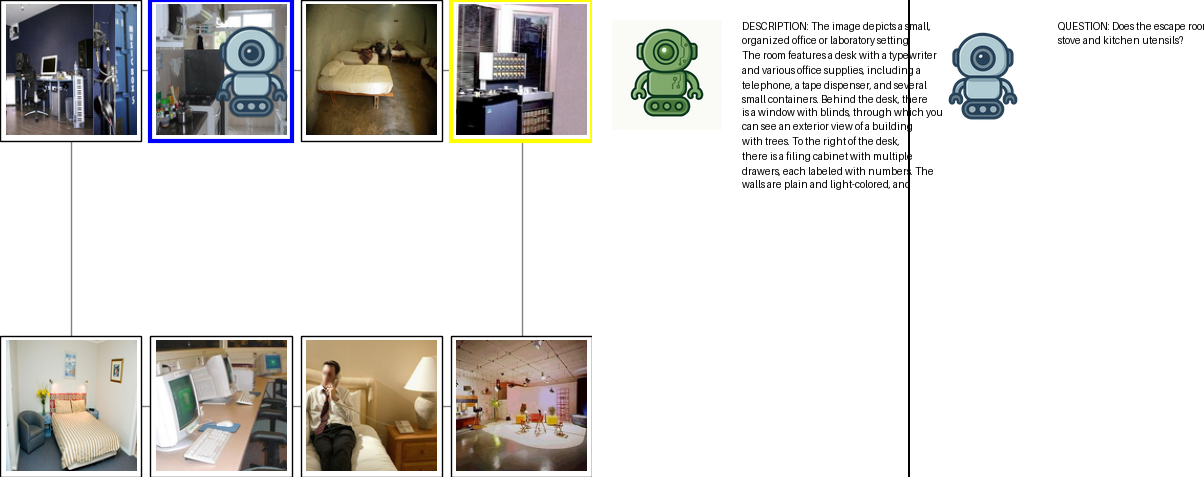 MUSIC BOX 5
DESCRIPTION: The image depicts a small,
organized office or laboratory setting.
The room features a desk with a typewriter
and various office supplies, including a
telephone, a tape dispenser, and several
small containers. Behind the desk, there
is a window with blinds, through which you
can see an exterior view of a building
with trees. To the right of the desk,
there is a filing cabinet with multiple
drawers, each labeled with numbers. The
walls are plain and light-colored, and
QUESTION: Does the escape
stove and kitchen utensils?